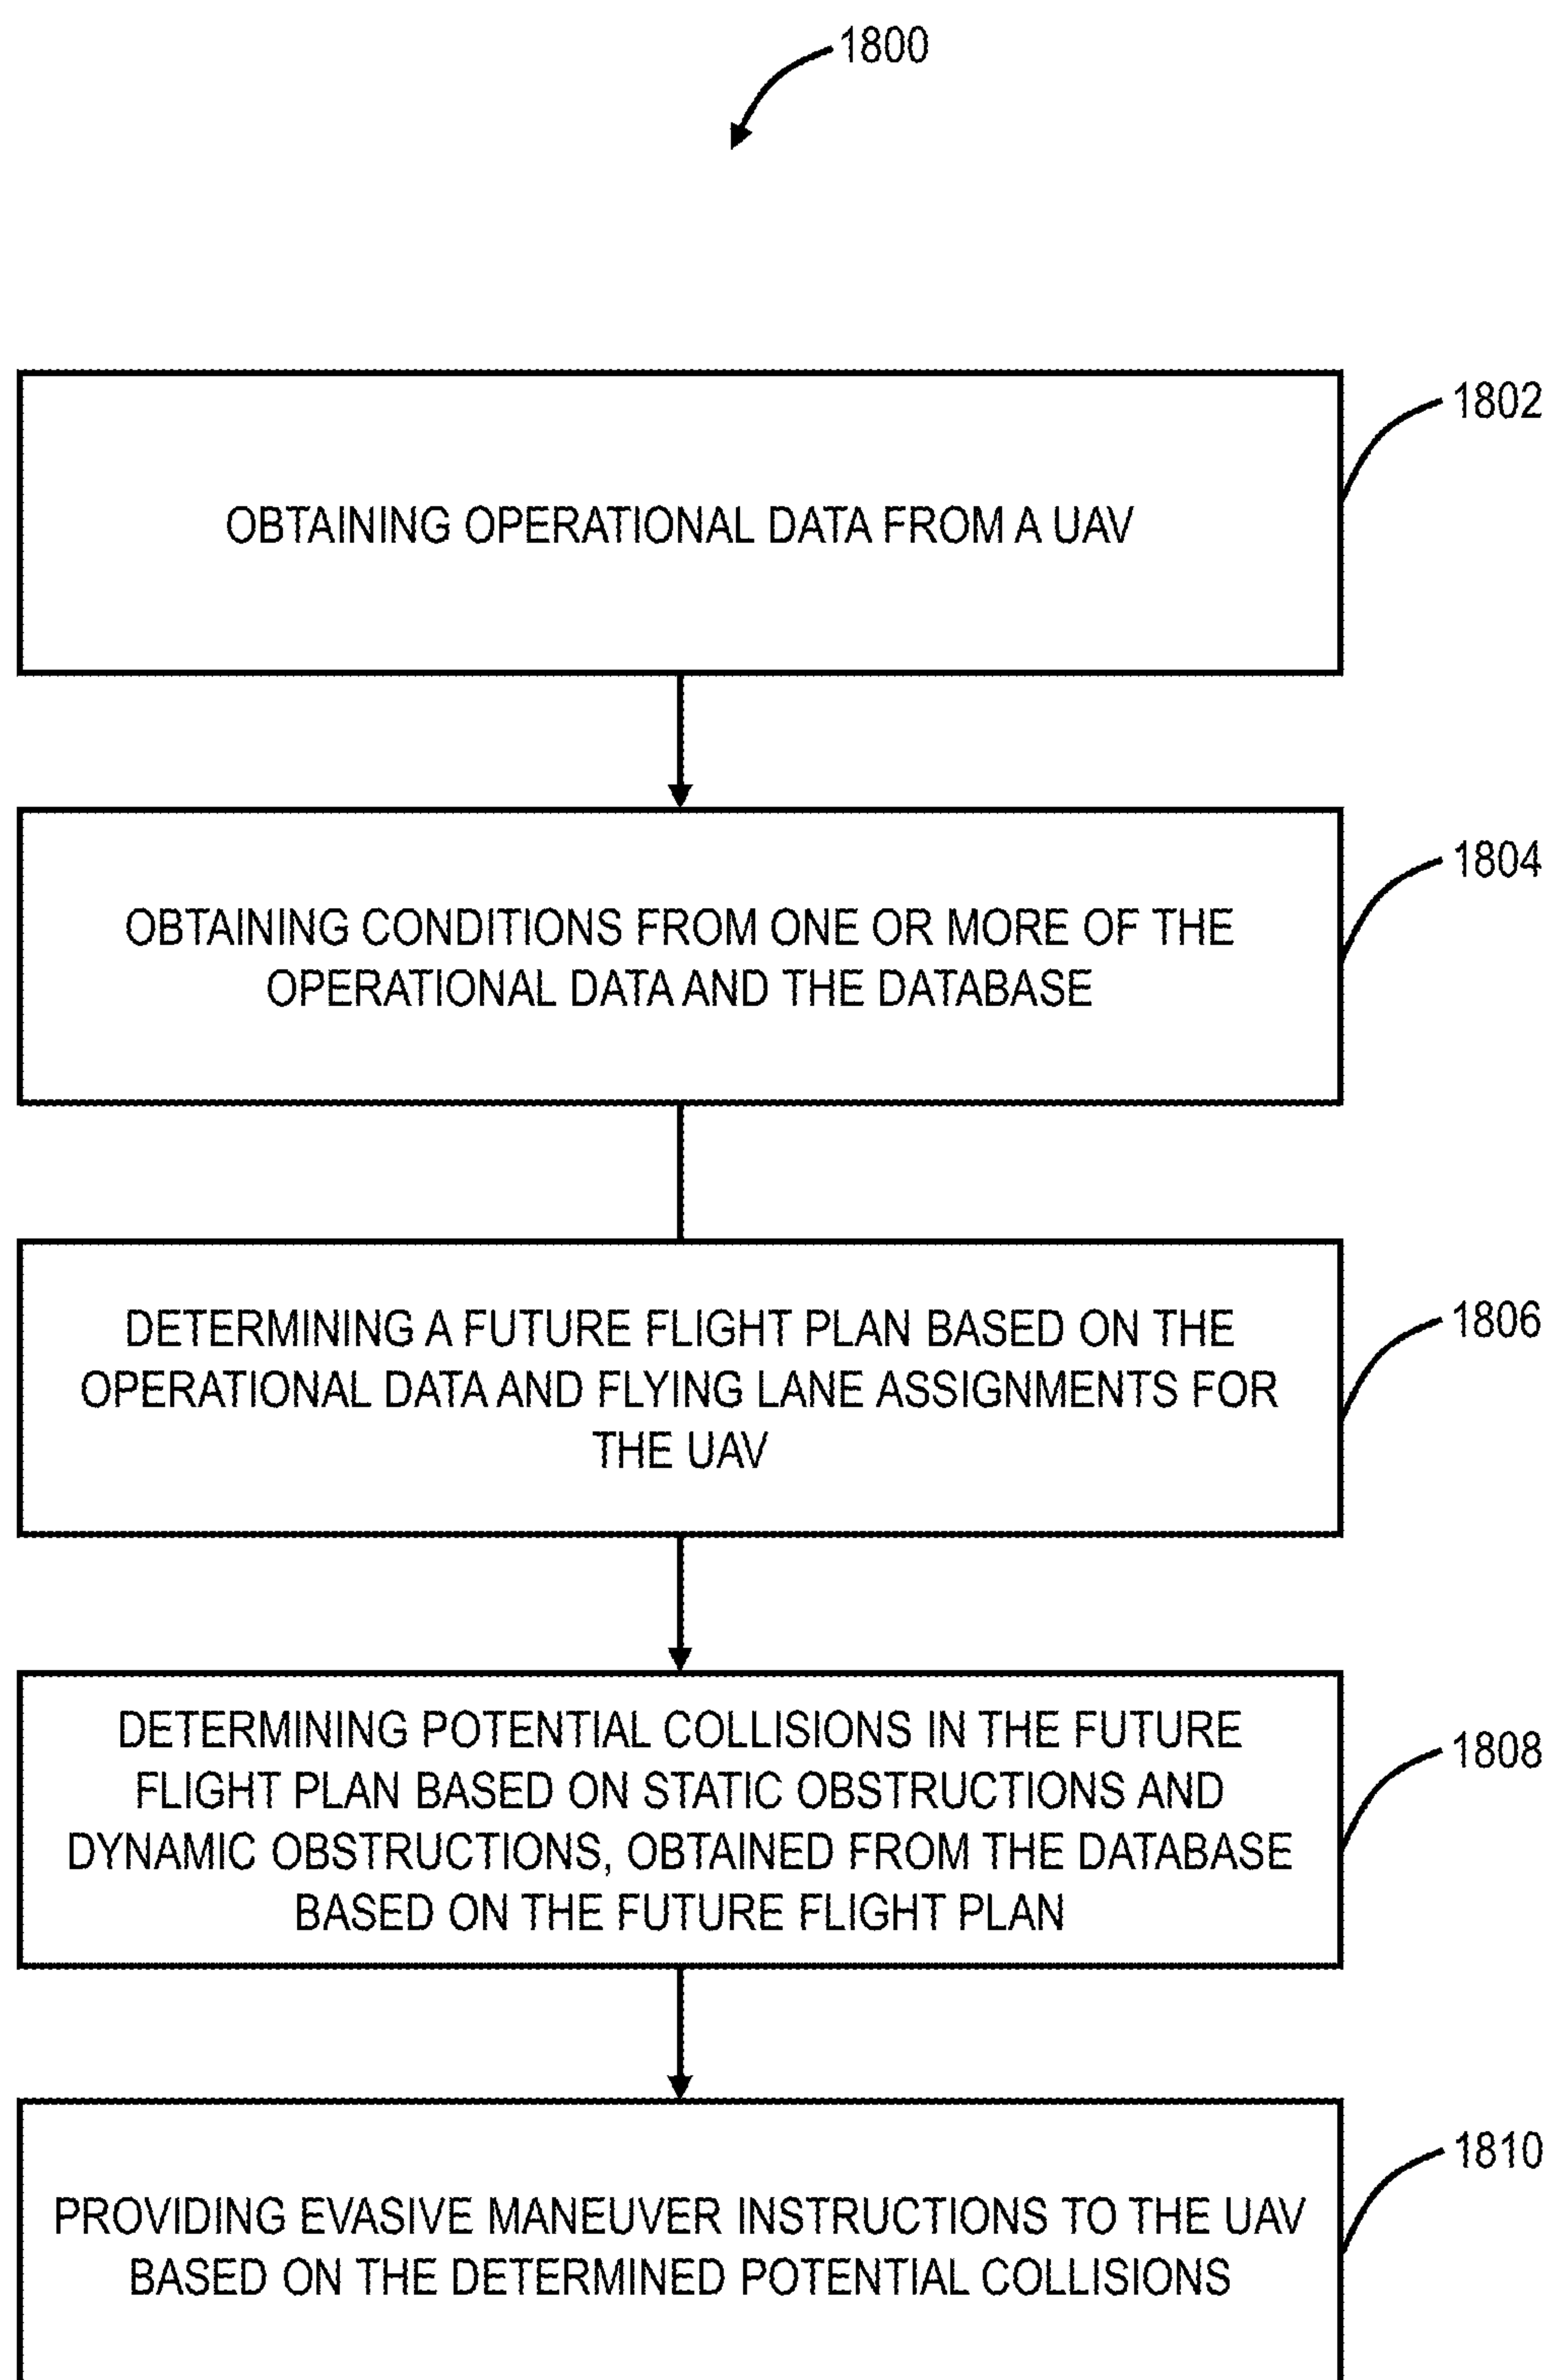 1800
1802
OBTAINING OPERATIONAL DATA FROM A UAV
1804
OBTAINING CONDITIONS FROM ONE OR MORE OF THE
OPERATIONAL DATA AND THE DATABASE
1806
DETERMINING A FUTURE FLIGHT PLAN BASED ON THE
OPERATIONAL DATA AND FLYING LANE ASSIGNMENTS FOR
THE UAV
1808
DETERMINING POTENTIAL COLLISIONS IN THE FUTURE
FLIGHT PLAN BASED ON STATIC OBSTRUCTIONS AND
DYNAMIC OBSTRUCTIONS, OBTAINED FROM THE DATABASE
BASED ON THE FUTURE FLIGHT PLAN
1810
PROVIDING EVASIVE MANEUVER INSTRUCTIONS TO THE UAV
BASED ON THE DETERMINED POTENTIAL COLLISIONS